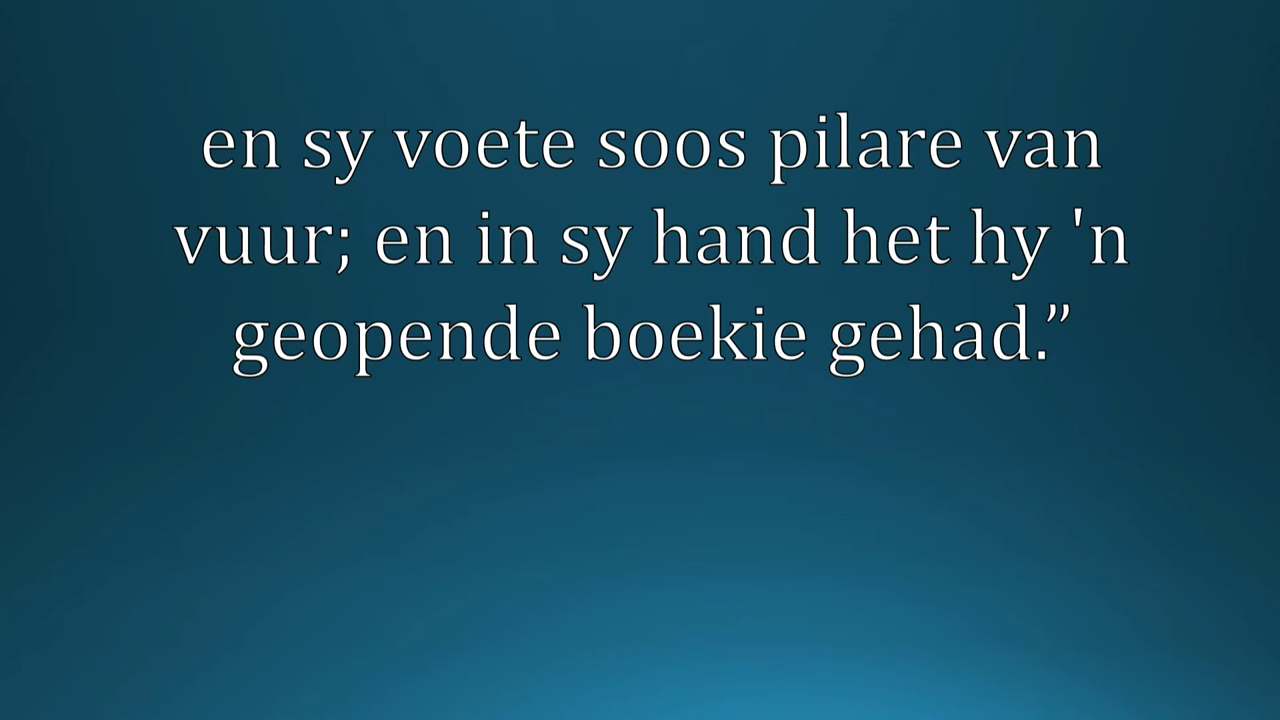 en sy voete soos pilare van
vuur; en in sy hand het hy 'n
geopende boekie gehad.”